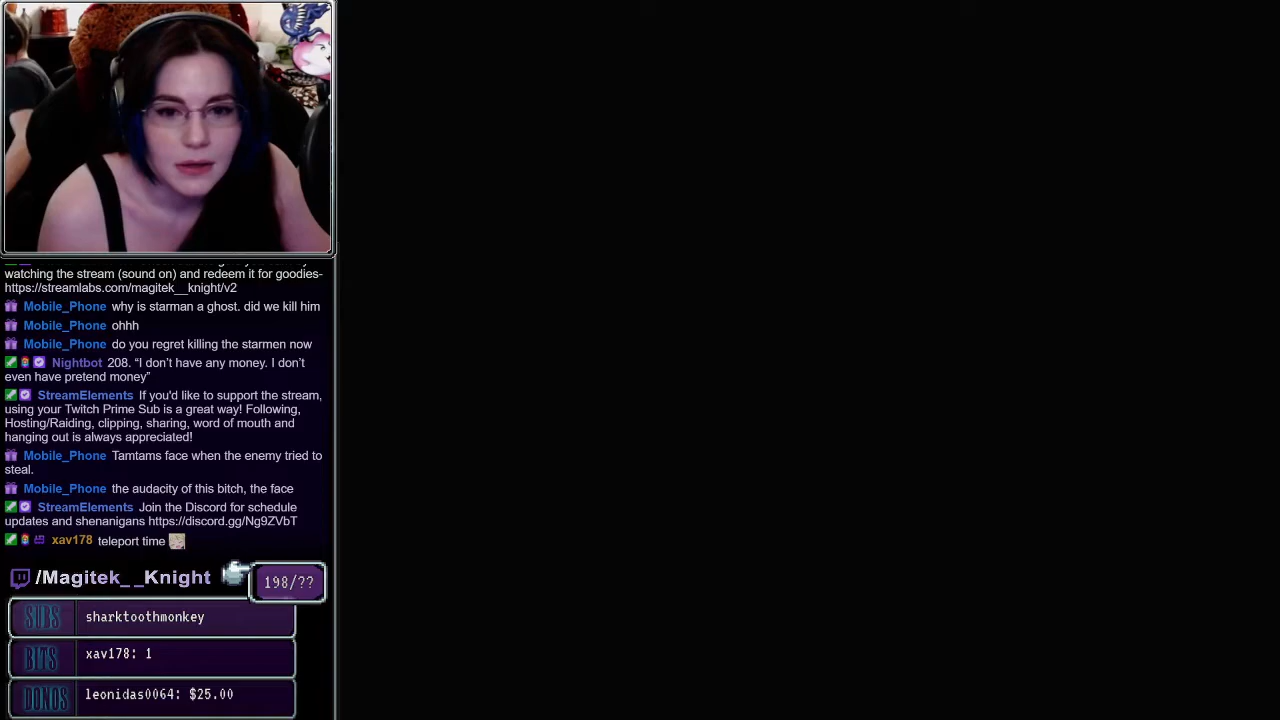 watching the stream (sound on) and redeem it for goodies-
https://streamlabs.com/magitek__knight/v2
Mobile_Phone why is starman a ghost. did we kill him
Mobile_Phone ohhh
Mobile_Phone do you regret killing the starmen now
Nightbot 208. “I don't have any money. I don't
even have pretend money”
StreamElements If you'd like to support the stream,
using your Twitch Prime Sub is a great way! Following,
Hosting/Raiding, clipping, sharing, word of mouth and
hanging out is always appreciated!
Mobile_Phone Tamtams face when the enemy tried to
steal.
Mobile_Phone the audacity of this bitch, the face
StreamElements Join the Discord for schedule
updates and shenanigans https://discord.gg/Ng9ZVbT
xav178 teleport time
/Magitek__Knight
198/??
SUBS sharktoothmonkey
BITS xav178: 1
DONOS leonidas0064: $25.00